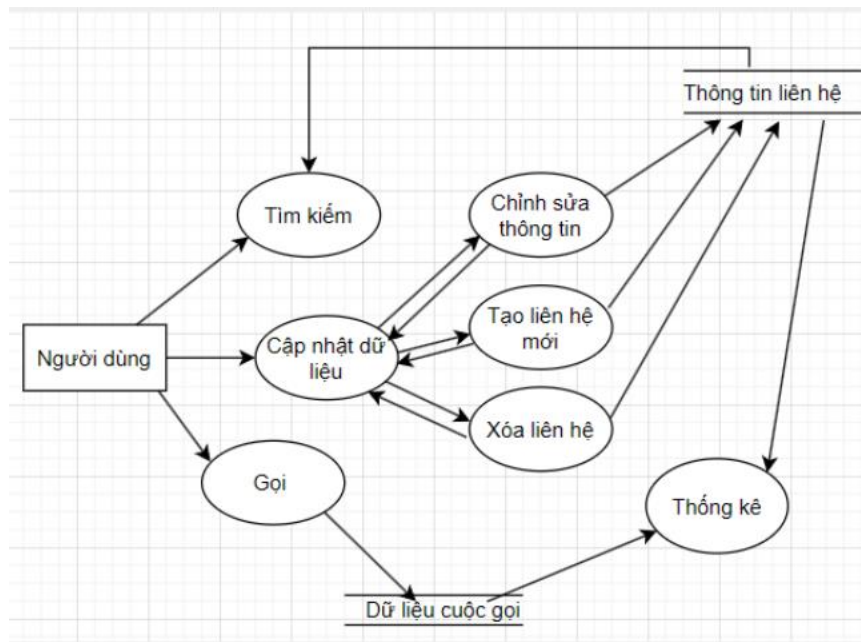 Thông tin liên hệ
Tìm kiếm
Chỉnh sửa
thông tin
Người dùng
Cập nhật dữ
liệu
Tạo liên hệ
mới
Xóa liên hệ
Gọi
Thống kê
Dữ liệu cuộc gọi